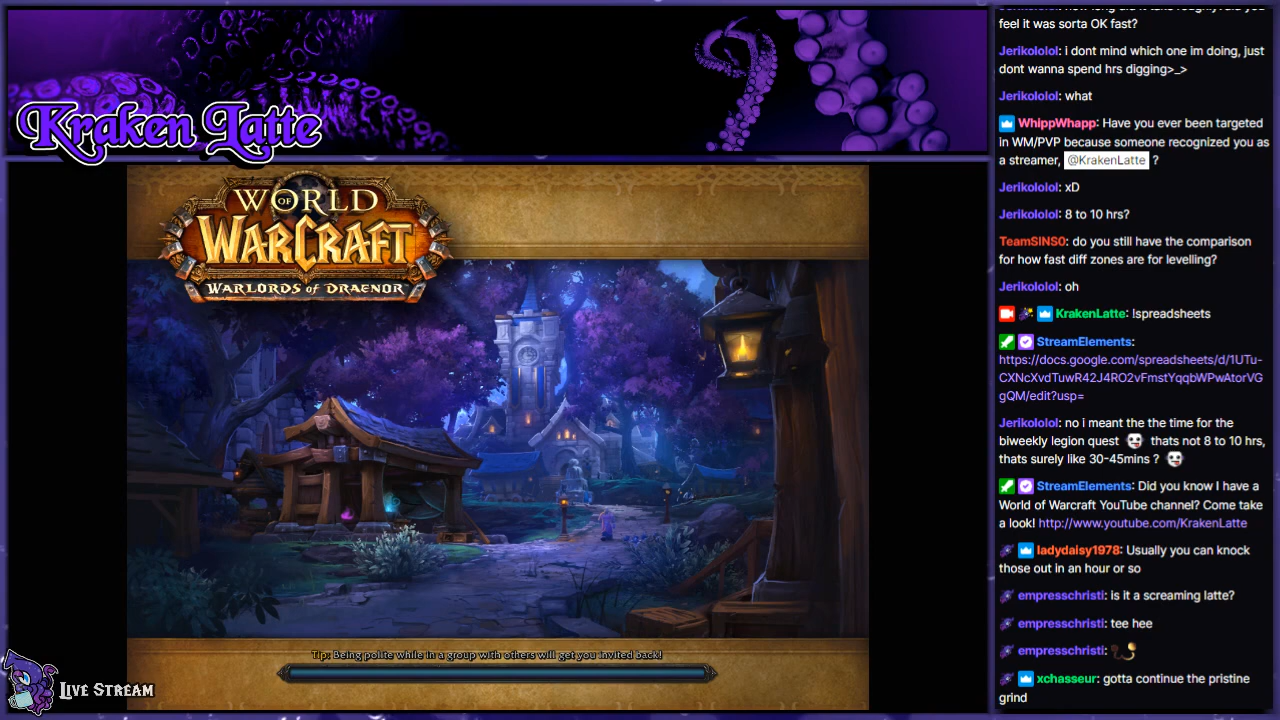 Kraken Latte
WORLD
OF
WARCRAFT
WARLORDS OF DRAENOR
Tip: Being polite while in a group with others will get you invited back!
LIVE STREAM
feel it was sorta OK fast?
Jerikololol: i dont mind which one im doing, just
dont wanna spend hrs digging>_>
Jerikololol: what
WhippWhapp: Have you ever been targeted
in WM/PVP because someone recognized you as
a streamer, @KrakenLatte ?
Jerikololol: xD
Jerikololol: 8 to 10 hrs?
TeamSINS0: do you still have the comparison
for how fast diff zones are for levelling?
Jerikololol: oh
KrakenLatte: !spreadsheets
StreamElements:
https://docs.google.com/spreadsheets/d/1UTu-
CXNcXvdTuwR42J4RO2vFmstYqqbWPwAtorVG
gQM/edit?usp=
Jerikololol: no i meant the the time for the
biweekly legion quest thats not 8 to 10 hrs,
thats surely like 30-45mins ?
StreamElements: Did you know I have a
World of Warcraft YouTube channel? Come take
a look! http://www.youtube.com/KrakenLatte
ladydaisy1978: Usually you can knock
those out in an hour or so
empresschristi: is it a screaming latte?
empresschristi: tee hee
empresschristi:
xchasseur: gotta continue the pristine
grind